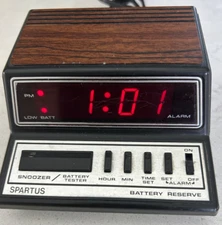 PM
1:01
LOW BATT ALARM
ON
SNOOZER / BATTERY TESTER HOUR MIN TIME SET SET OFF
ALARM
SPARTUS BATTERY RESERVE